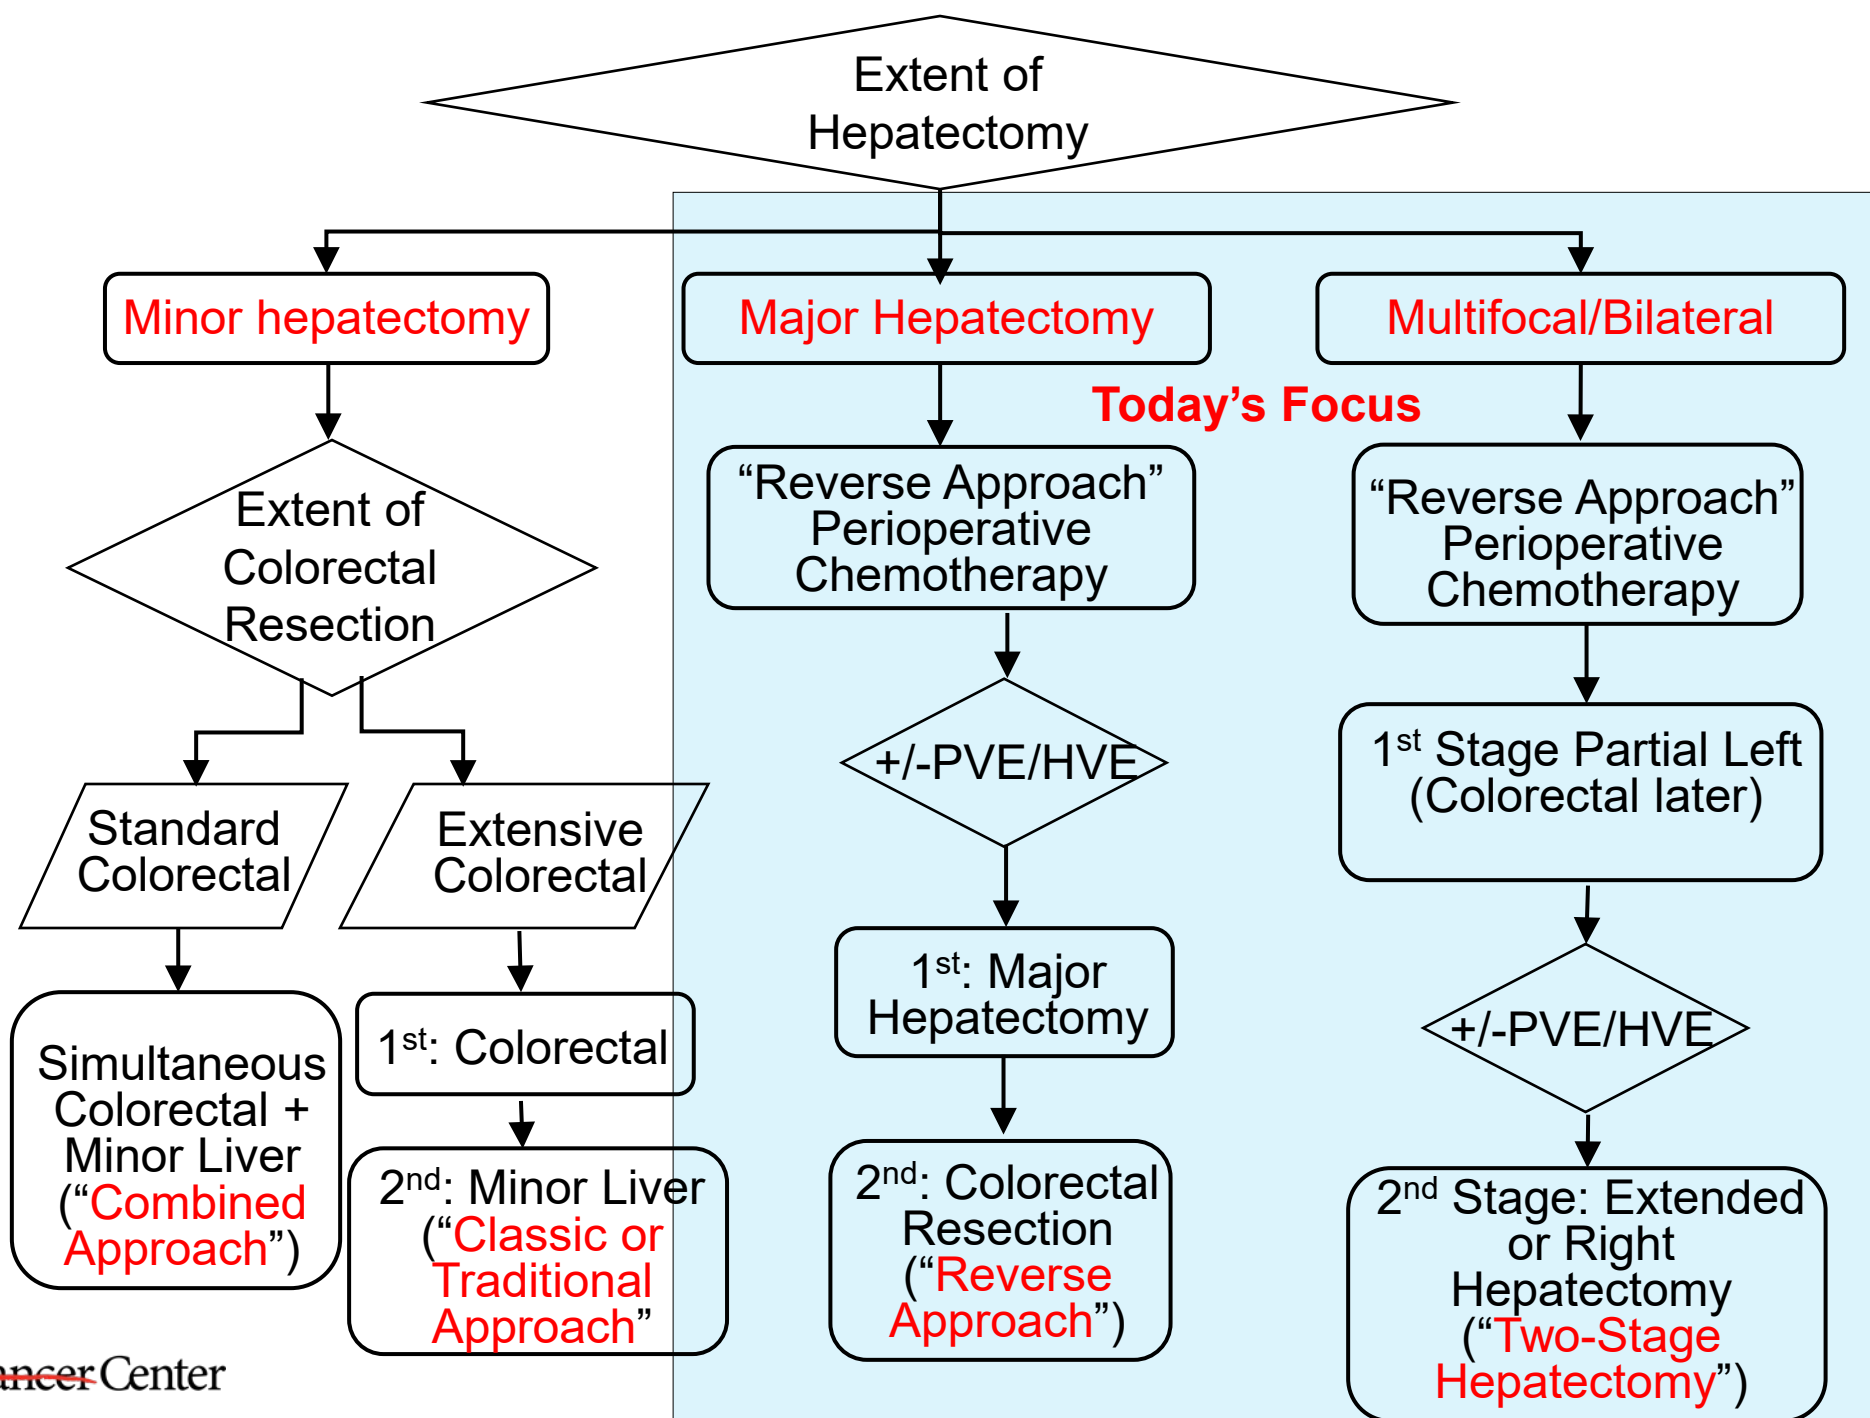 Extent of
Hepatectomy
Minor hepatectomy
Major Hepatectomy
Multifocal/Bilateral
Today’s Focus
Extent of
Colorectal
Resection
“Reverse Approach”
Perioperative
Chemotherapy
“Reverse Approach”
Perioperative
Chemotherapy
+/-PVE/HVE
1st Stage Partial Left
(Colorectal later)
Standard
Colorectal
Extensive
Colorectal
1st: Major
Hepatectomy
+/-PVE/HVE
Simultaneous
Colorectal +
Minor Liver
(“Combined
Approach”)
1st: Colorectal
2nd: Minor Liver
(“Classic or
Traditional
Approach”
2nd: Colorectal
Resection
(“Reverse
Approach”)
2nd Stage: Extended
or Right
Hepatectomy
(“Two-Stage
Hepatectomy”)
Center